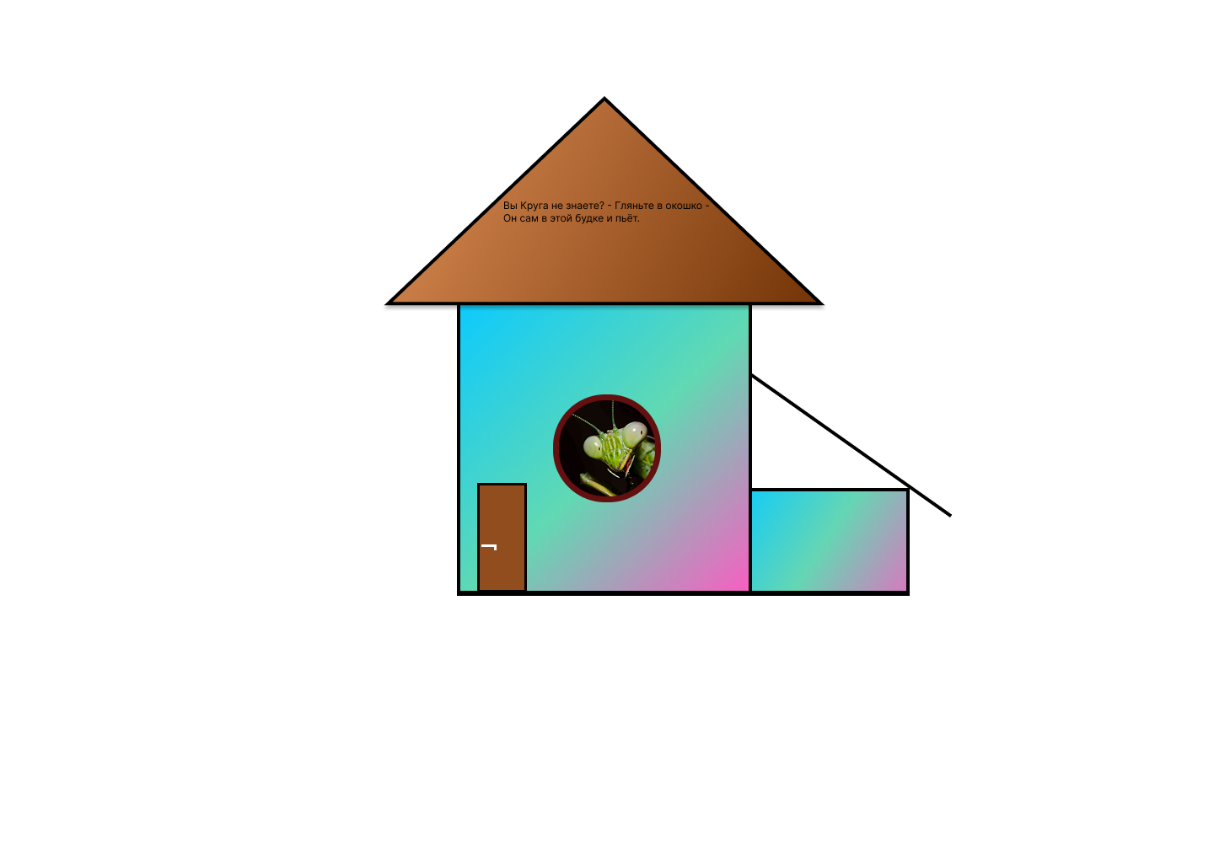 Вы Круга не знаете? - Гляньте в окошко -
Он сам в этой будке и пьёт.